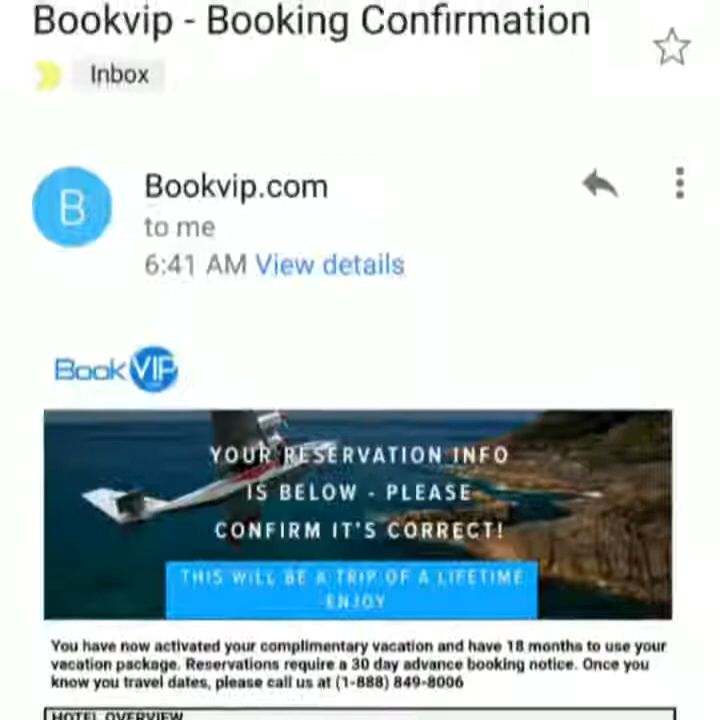 Bookvip - Booking Confirmation
Inbox
B
Bookvip.com
to me
6:41 AM View details
Book VIP
YOUR RESERVATION INFO
IS BELOW - PLEASE
CONFIRM IT'S CORRECT!
THIS WILL BE A TRIP OF A LIFETIME
ENJOY
You have now activated your complimentary vacation and have 18 months to use your
vacation package. Reservations require a 30 day advance booking notice. Once you
know you travel dates, please call us at (1-888) 849-8006
HOTEL OVERVIEW